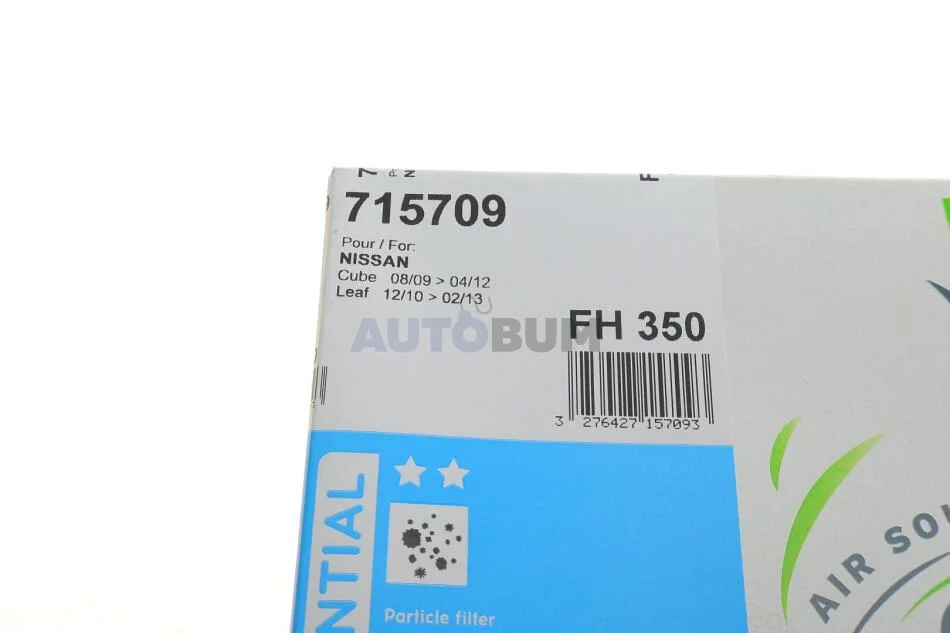 715709
Pour / For:
NISSAN
Cube 08/09 > 04/12
Leaf 12/10 > 02/13
AUTOBUM
FH 350
3 276427 157093
NTIAL
Particle filter
AIR SOU